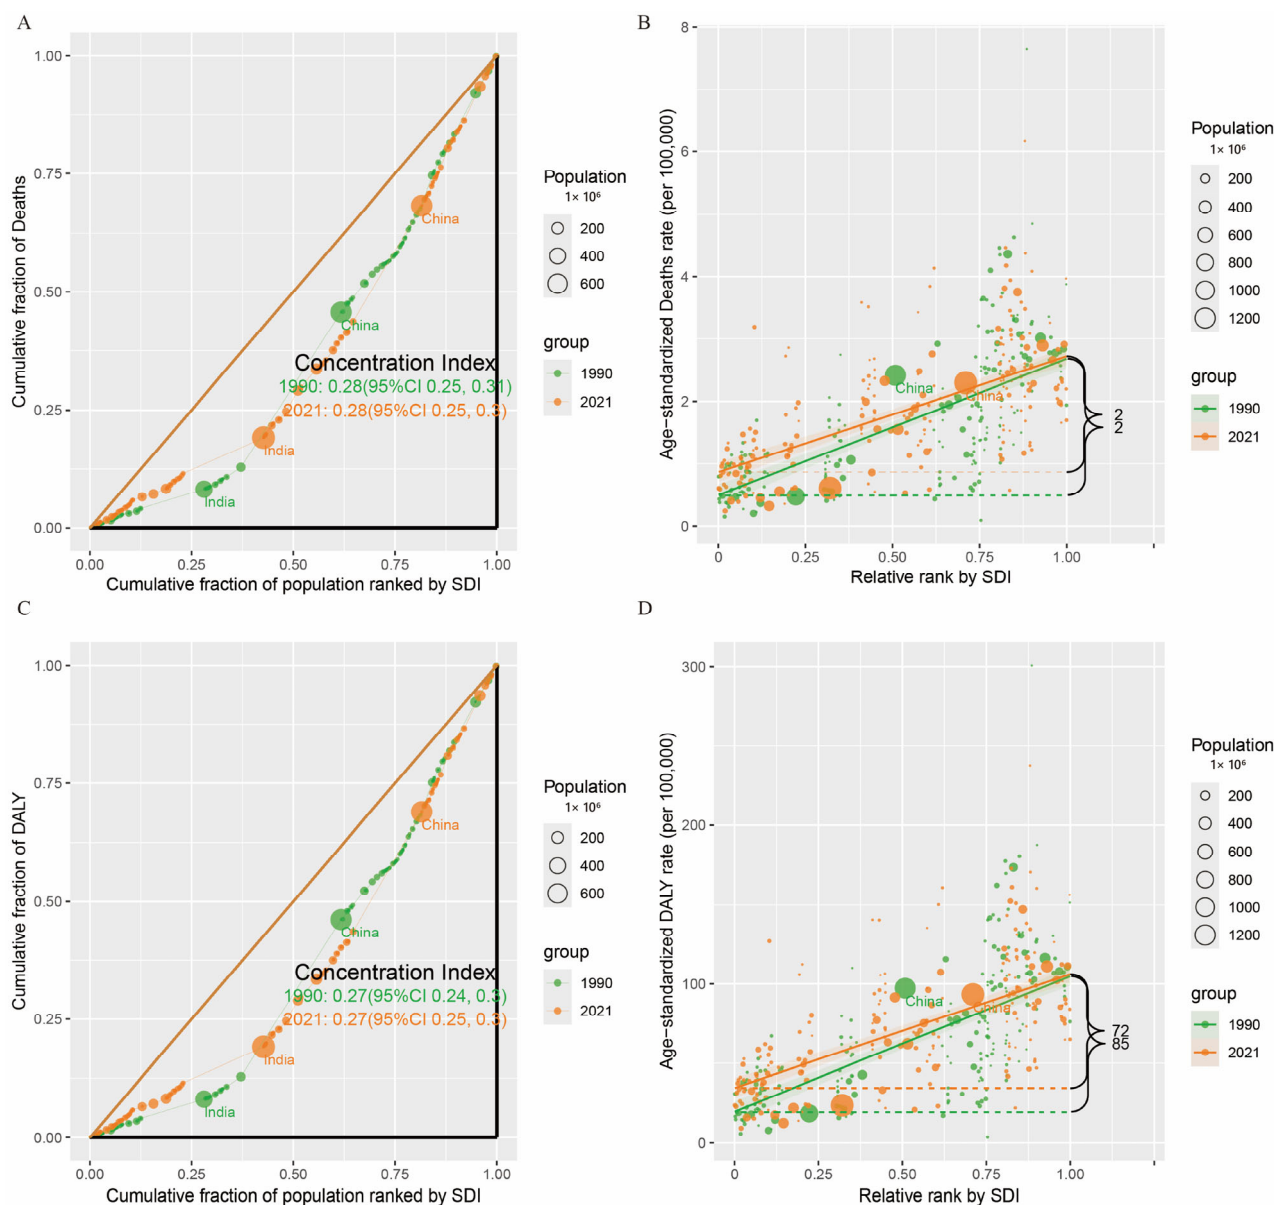 A
Cumulative fraction of Deaths
1.00
0.75
0.50
0.25
0.00
China
China
Concentration Index
1990: 0.28(95%CI 0.25, 0.31)
2021: 0.28(95%CI 0.25, 0.3)
India
India
0.00 0.25 0.50 0.75 1.00
Cumulative fraction of population ranked by SDI
Population
1× 10⁶
200
400
600
group
1990
2021
B
Age−standardized Deaths rate (per 100,000)
8
6
4
2
0
China
China
2
2
0 0.25 0.50 0.75 1.00
Relative rank by SDI
Population
1× 10⁶
200
400
600
800
1000
1200
group
1990
2021
C
Cumulative fraction of DALY
1.00
0.75
0.50
0.25
0.00
China
China
Concentration Index
1990: 0.27(95%CI 0.24, 0.3)
2021: 0.27(95%CI 0.25, 0.3)
India
India
0.00 0.25 0.50 0.75 1.00
Cumulative fraction of population ranked by SDI
Population
1× 10⁶
200
400
600
group
1990
2021
D
Age−standardized DALY rate (per 100,000)
300
200
100
0
China
China
72
85
0 0.25 0.50 0.75 1.00
Relative rank by SDI
Population
1× 10⁶
200
400
600
800
1000
1200
group
1990
2021